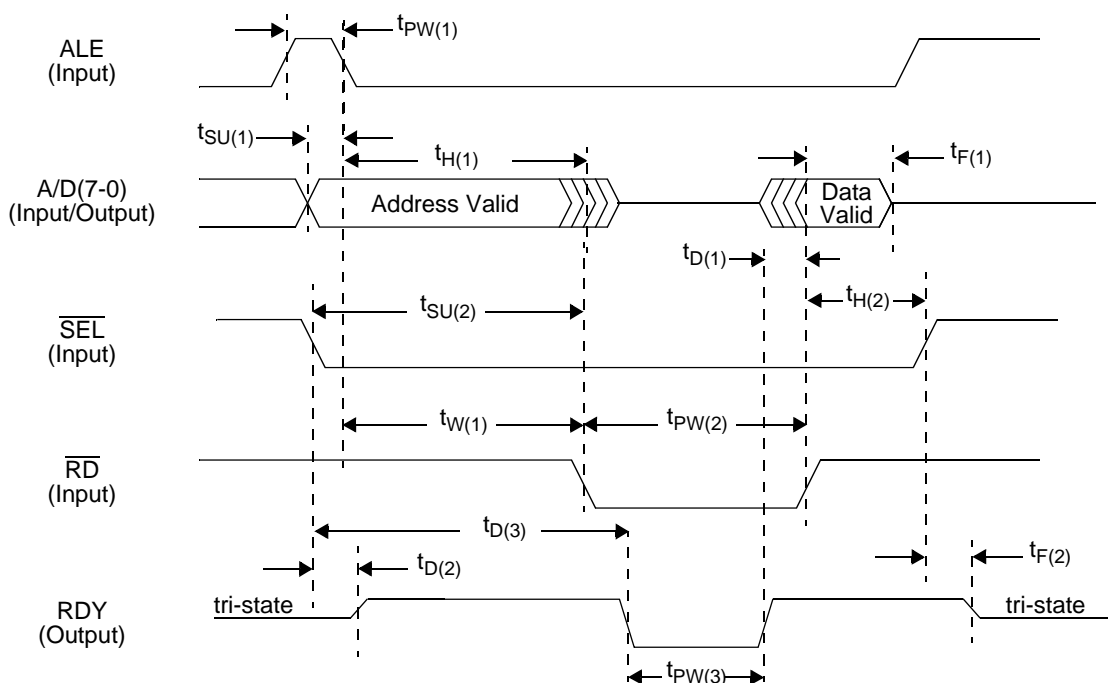 tPW(1)
ALE
(Input)
tSU(1)
tH(1)
tF(1)
A/D(7-0)
(Input/Output)
Address Valid
Data
Valid
tD(1)
tSU(2)
tH(2)
SEL
(Input)
tW(1)
tPW(2)
RD
(Input)
tD(3)
tD(2)
tF(2)
RDY
(Output)
tri-state
tri-state
tPW(3)